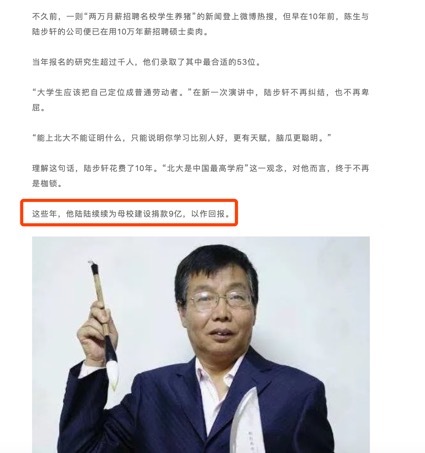 不久前，一则“两万月薪招聘名校学生养猪”的新闻登上微博热搜，但早在10年前，陈生与
陆步轩的公司便已在用10万年薪招聘硕士卖肉。
当年报名的研究生超过千人，他们录取了其中最合适的53位。
“大学生应该把自己定位成普通劳动者。”在新一次演讲中，陆步轩不再纠结，也不再卑
屈。
“能上北大不能证明什么，只能说明你学习比别人好，更有天赋，脑瓜更聪明。”
理解这句话，陆步轩花费了10年。“北大是中国最高学府”这一观念，对他而言，终于不再
是枷锁。
这些年，他陆陆续续为母校建设捐款9亿，以作回报。